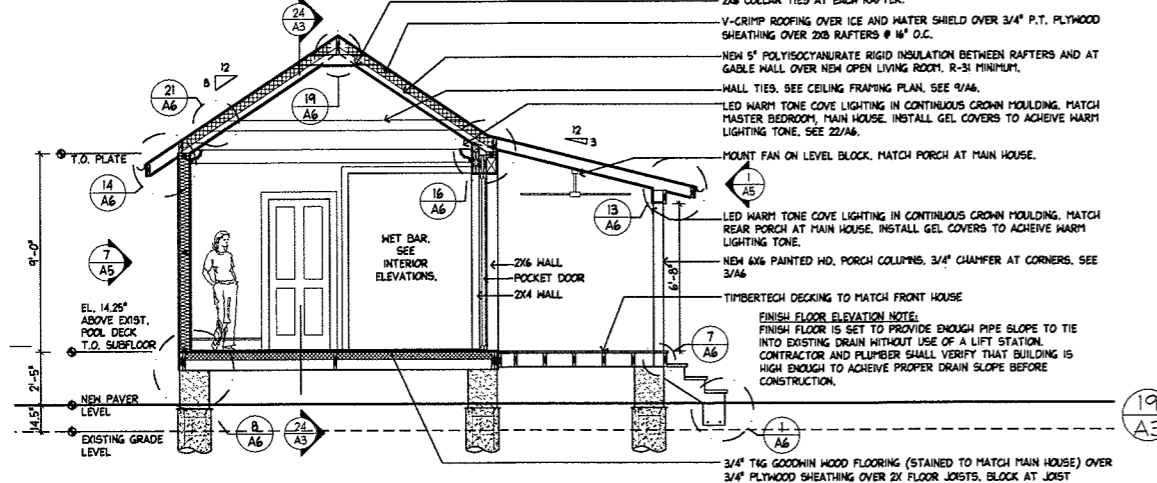 2X8 COLLAR TIES AT EACH RAFTER.
V-CRIMP ROOFING OVER ICE AND WATER SHIELD OVER 3/4" P.T. PLYWOOD
SHEATHING OVER 2X8 RAFTERS @ 16" O.C.
NEW 5" POLYISOCYANURATE RIGID INSULATION BETWEEN RAFTERS AND AT
GABLE WALL OVER NEW OPEN LIVING ROOM. R-31 MINIMUM.
WALL TIES. SEE CEILING FRAMING PLAN. SEE 9/A6.
LED WARM TONE COVE LIGHTING IN CONTINUOUS CROWN MOULDING. MATCH
MASTER BEDROOM, MAIN HOUSE. INSTALL GEL COVERS TO ACHEIVE WARM
LIGHTING TONE. SEE 22/A6.
MOUNT FAN ON LEVEL BLOCK. MATCH PORCH AT MAIN HOUSE.
LED WARM TONE COVE LIGHTING IN CONTINUOUS CROWN MOULDING. MATCH
REAR PORCH AT MAIN HOUSE. INSTALL GEL COVERS TO ACHEIVE WARM
LIGHTING TONE.
NEW 6X6 PAINTED WD. PORCH COLUMNS. 3/4" CHAMFER AT CORNERS. SEE
3/A6
TIMBERTECH DECKING TO MATCH FRONT HOUSE
FINISH FLOOR ELEVATION NOTE:
FINISH FLOOR IS SET TO PROVIDE ENOUGH PIPE SLOPE TO TIE
INTO EXISTING DRAIN WITHOUT USE OF A LIFT STATION.
CONTRACTOR AND PLUMBER SHALL VERIFY THAT BUILDING IS
HIGH ENOUGH TO ACHEIVE PROPER DRAIN SLOPE BEFORE
CONSTRUCTION.
3/4" T&G GOODWIN WOOD FLOORING (STAINED TO MATCH MAIN HOUSE) OVER
3/4" PLYWOOD SHEATHING OVER 2X FLOOR JOISTS. BLOCK AT JOIST
24
A3
12
8
21
A6
19
A6
12
3
T.O. PLATE
14
A6
16
A6
13
A6
1
A5
9'-0"
7
A5
WET BAR.
SEE
INTERIOR
ELEVATIONS.
2X6 WALL
POCKET DOOR
2X4 WALL
6'-8"
EL. 14.25"
ABOVE EXIST.
POOL DECK
T.O. SUBFLOOR
7
A6
2'-5"
NEW PAVER
LEVEL
14.5"
EXISTING GRADE
LEVEL
8
A6
24
A3
1
A6
19
A3